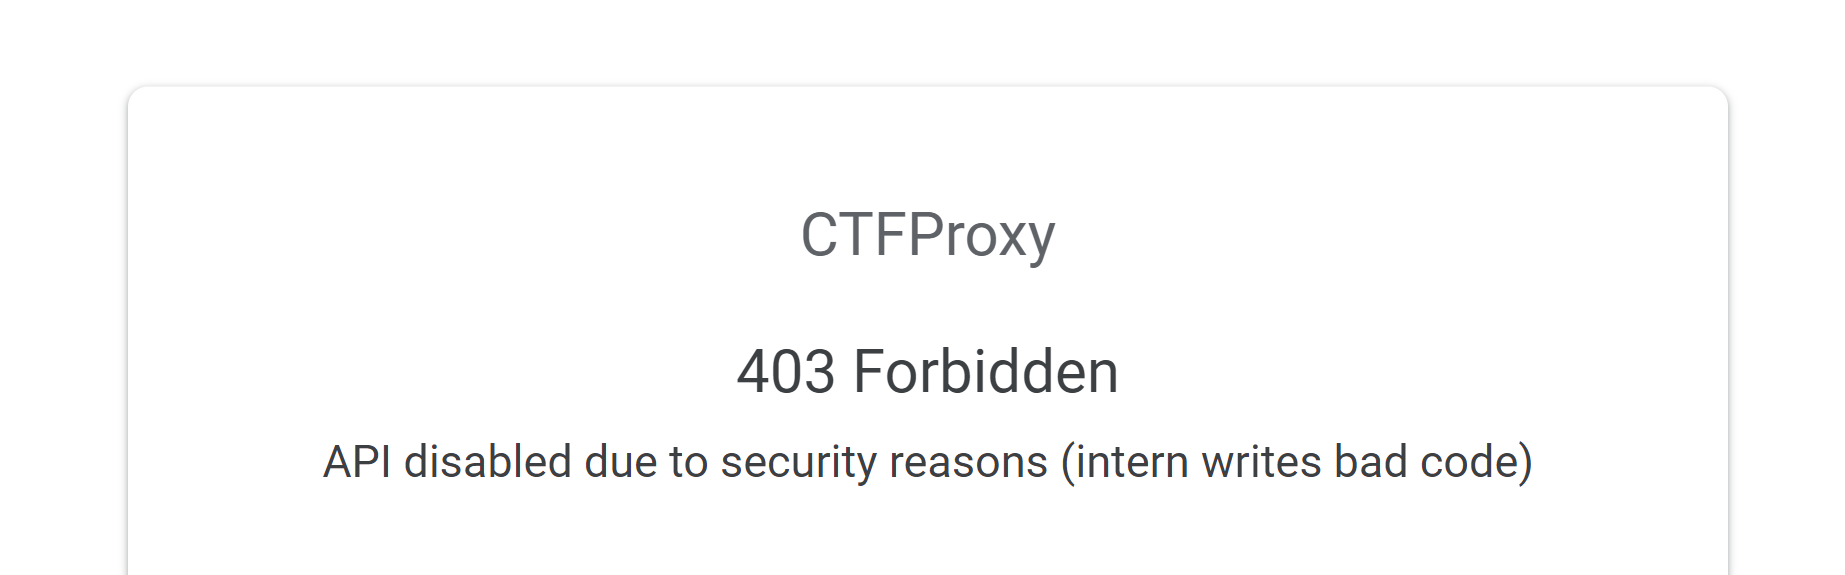 CTFProxy
403 Forbidden
API disabled due to security reasons (intern writes bad code)